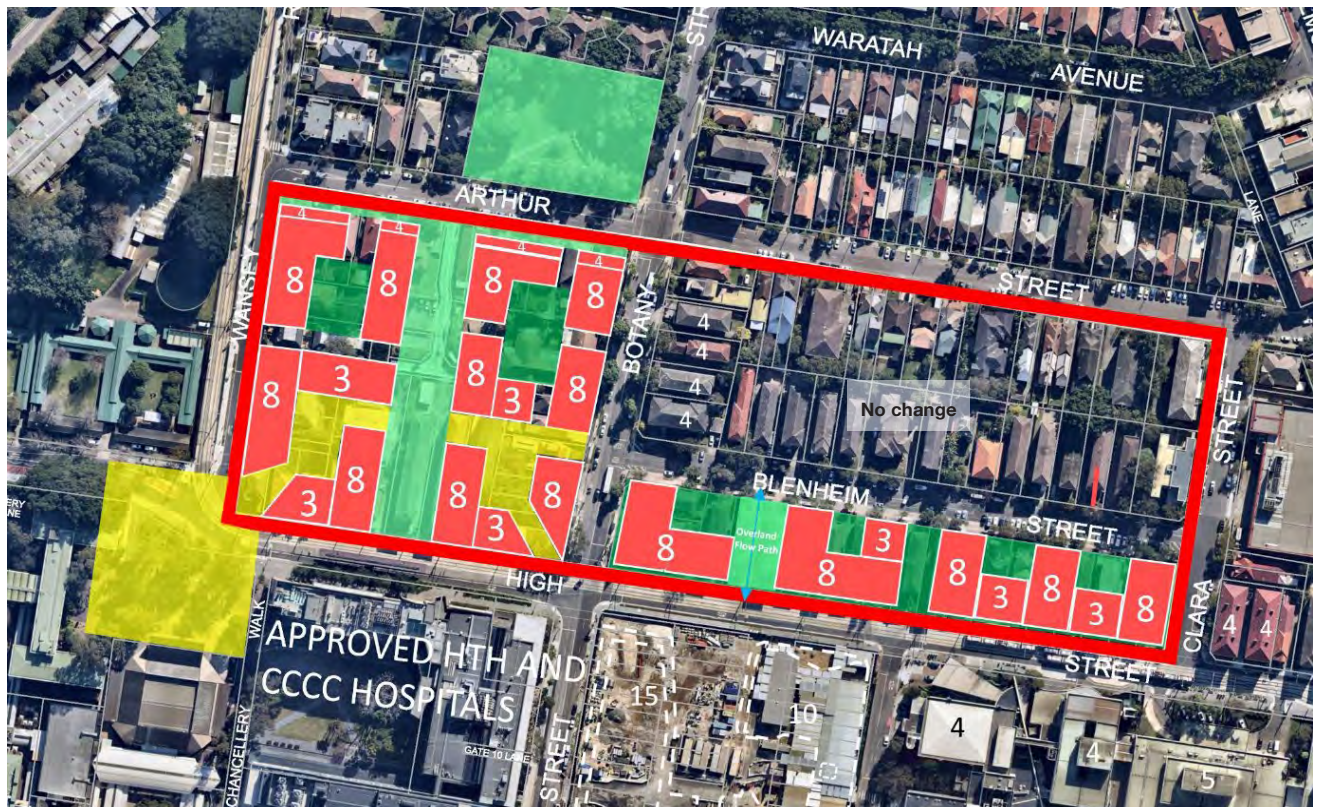 WARATAH
AVENUE
ARTHUR
STREET
LANE
WANSEY
BOTANY
4
4
4
4
8
8
8
8
4
4
4
4
No change
8
3
8
3
8
BLENHEIM
STREET
STREET
3
8
8
3
8
8
Overland
Flow Path
8
3
8
3
8
3
8
HIGH
STREET
CLARA
WALK
CHANCELLERY
APPROVED HTH AND
CCCC HOSPITALS
GATE 10 LANE
STREET
15
10
4
4
5
4
4